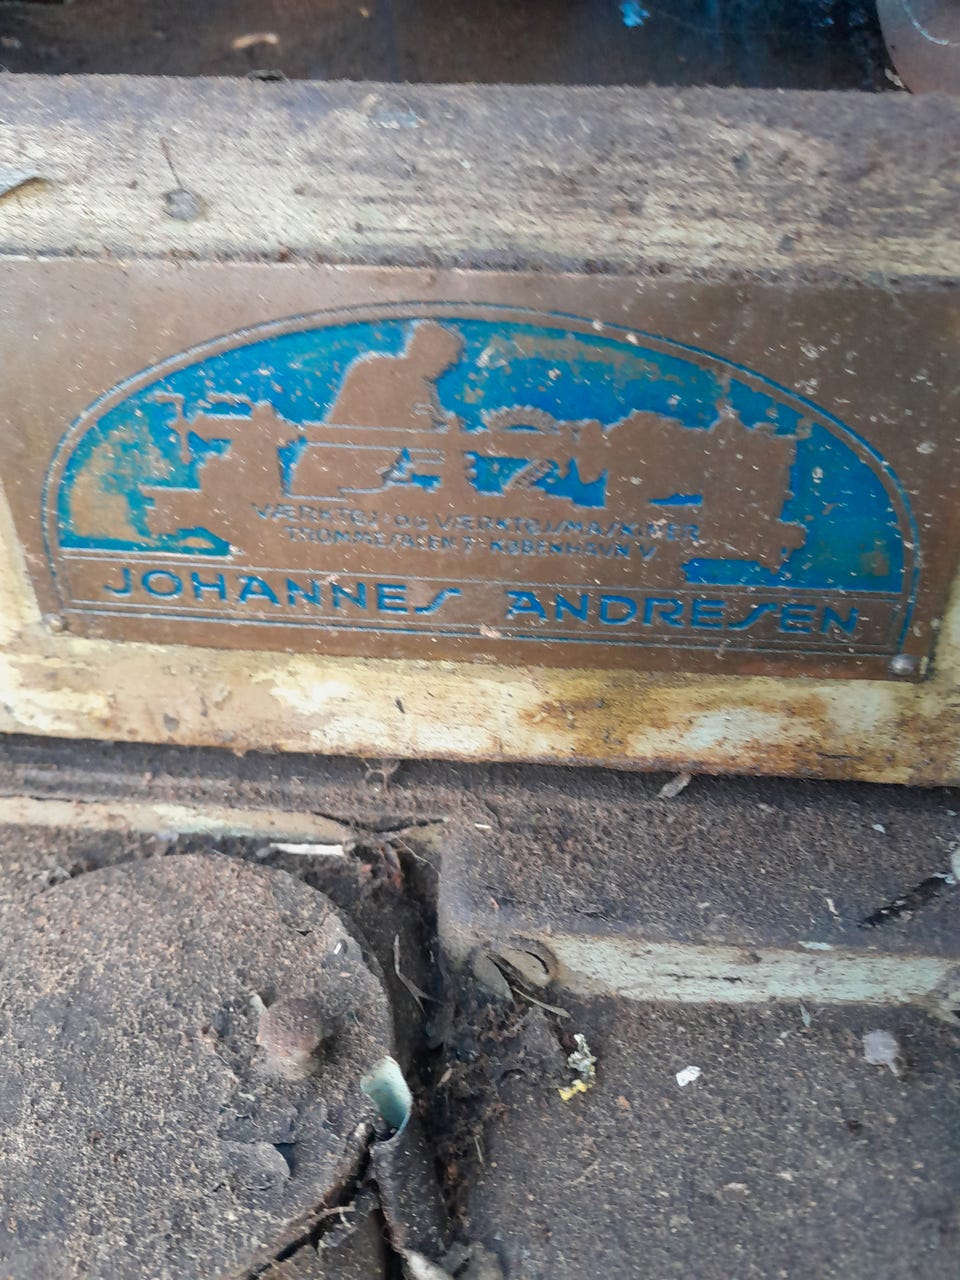 VÆRKTØJ OG VÆRKTØJSMASKINER
TROMMESALEN 7 KØBENHAVN V
JOHANNES ANDRESEN